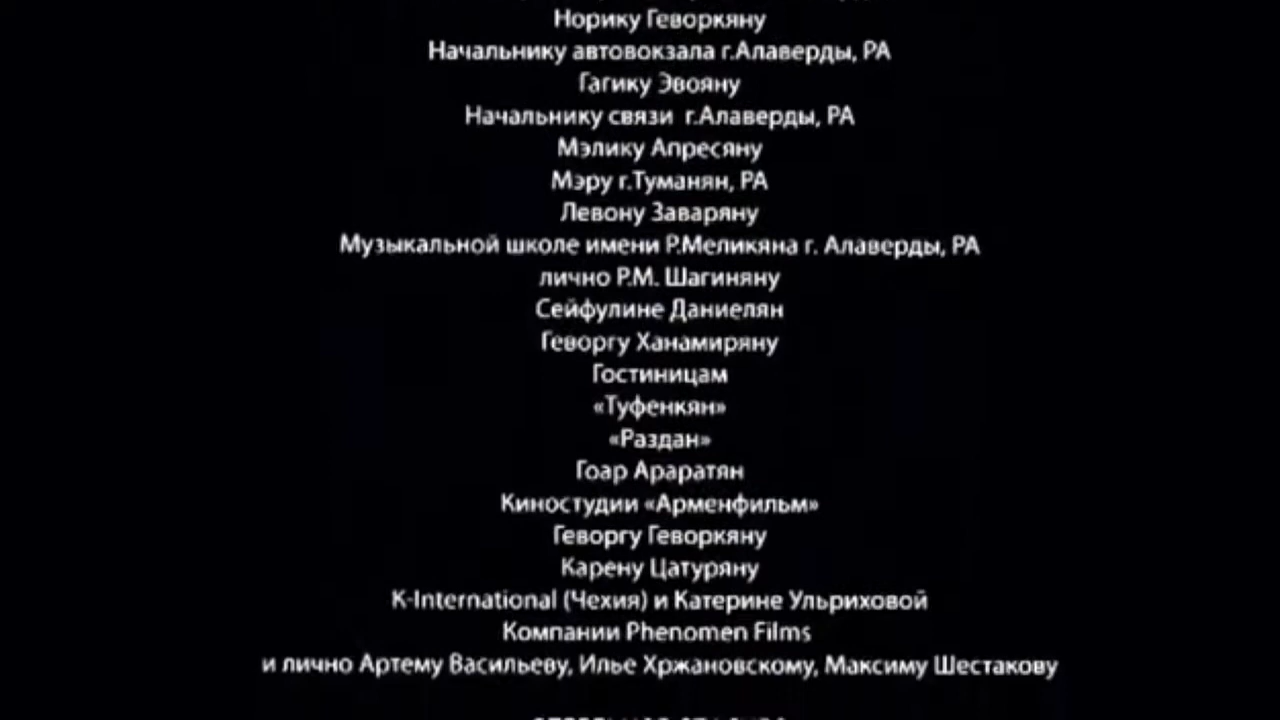 Норику Геворкяну
Начальнику автовокзала г.Алаверды, РА
Гагику Эвояну
Начальнику связи г.Алаверды, РА
Мэлику Апресяну
Мэру г.Туманян, РА
Левону Заваряну
Музыкальной школе имени Р.Меликяна г. Алаверды, РА
лично Р.М. Шагиняну
Сейфулине Даниелян
Геворгу Ханамиряну
Гостиницам
«Туфенкян»
«Раздан»
Гоар Араратян
Киностудии «Арменфильм»
Геворгу Геворкяну
Карену Цатуряну
K-International (Чехия) и Катерине Ульриховой
Компании Phenomen Films
и лично Артему Васильеву, Илье Хржановскому, Максиму Шестакову